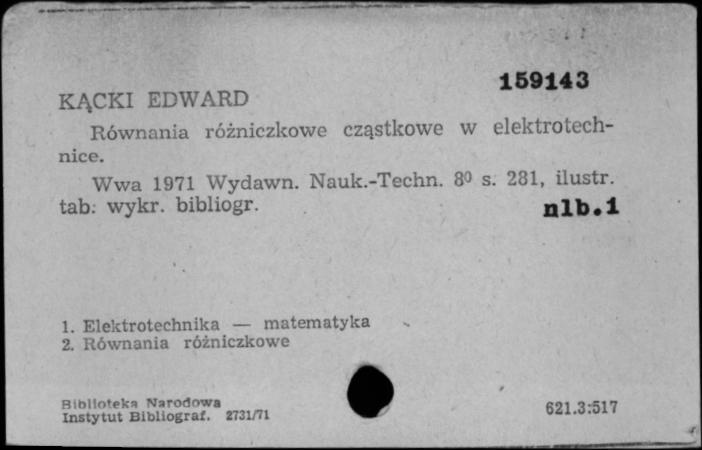 159143
KĄCKI EDWARD
Równania różniczkowe cząstkowe w elektrotech-
nice.
Wwa 1971 Wydawn. Nauk.-Techn. 8⁰ s. 281, ilustr.
tab. wykr. bibliogr.
nlb.1
1. Elektrotechnika — matematyka
2. Równania różniczkowe
Biblioteka Narodowa
Instytut Bibliograf. 2731/71
621.3:517